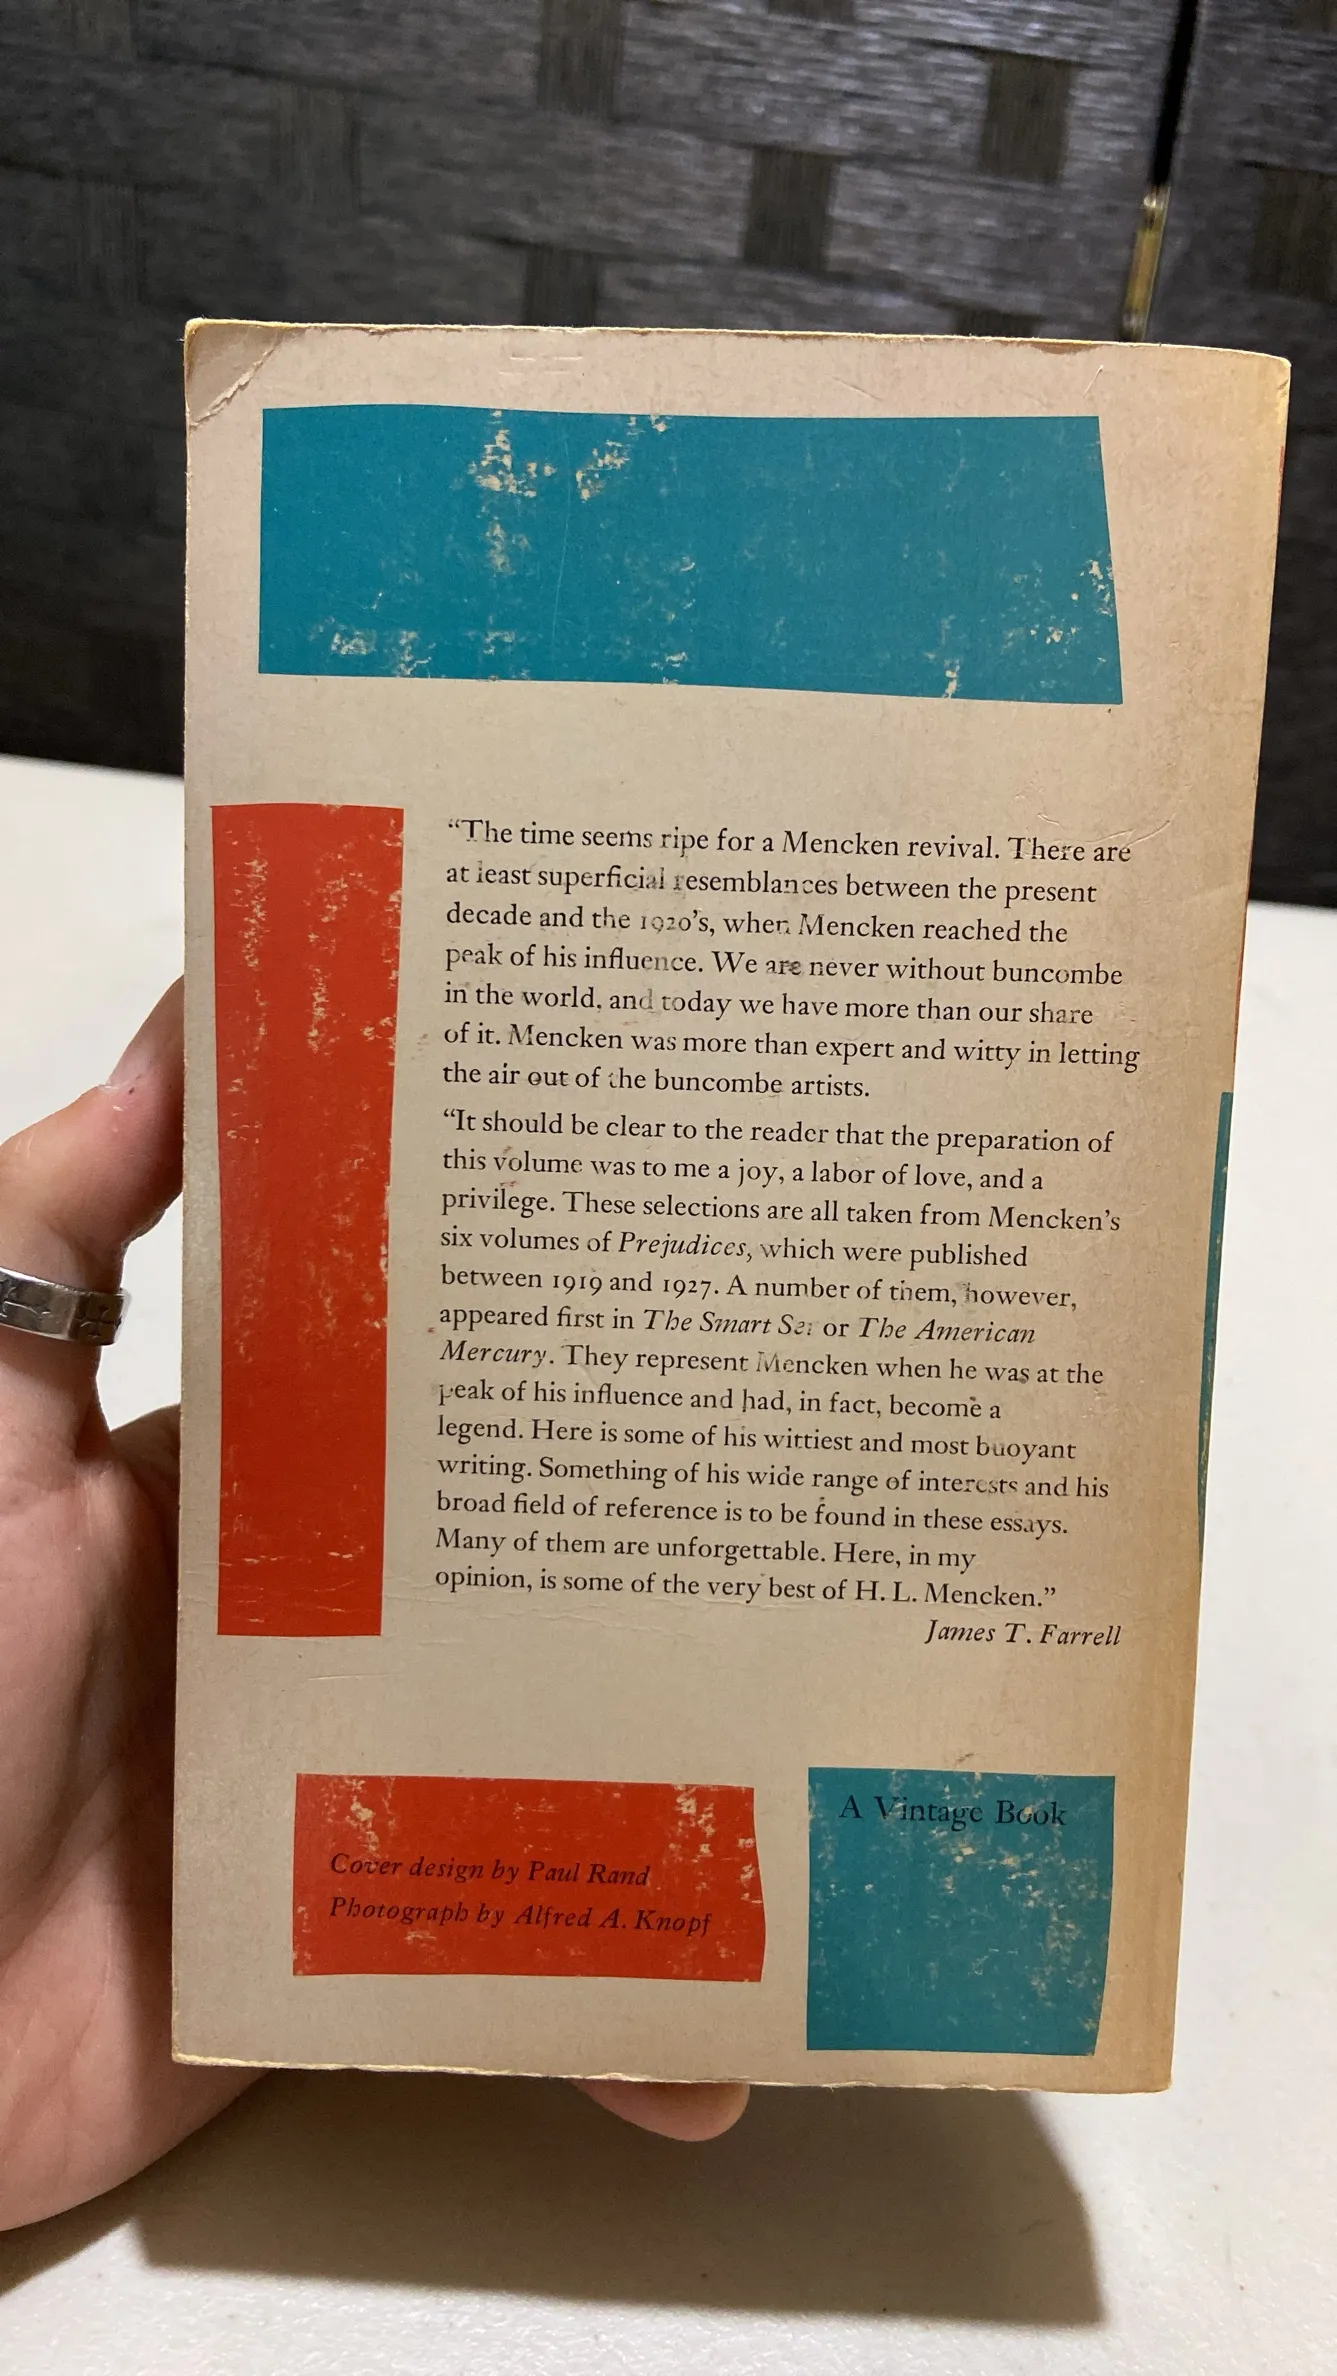 “The time seems ripe for a Mencken revival. There are
at least superficial resemblances between the present
decade and the 1920’s, when Mencken reached the
peak of his influence. We are never without buncombe
in the world, and today we have more than our share
of it. Mencken was more than expert and witty in letting
the air out of the buncombe artists.
“It should be clear to the reader that the preparation of
this volume was to me a joy, a labor of love, and a
privilege. These selections are all taken from Mencken’s
six volumes of Prejudices, which were published
between 1919 and 1927. A number of them, however,
appeared first in The Smart Set or The American
Mercury. They represent Mencken when he was at the
peak of his influence and had, in fact, become a
legend. Here is some of his wittiest and most buoyant
writing. Something of his wide range of interests and his
broad field of reference is to be found in these essays.
Many of them are unforgettable. Here, in my
opinion, is some of the very best of H. L. Mencken.”
James T. Farrell
Cover design by Paul Rand
Photograph by Alfred A. Knopf
A Vintage Book